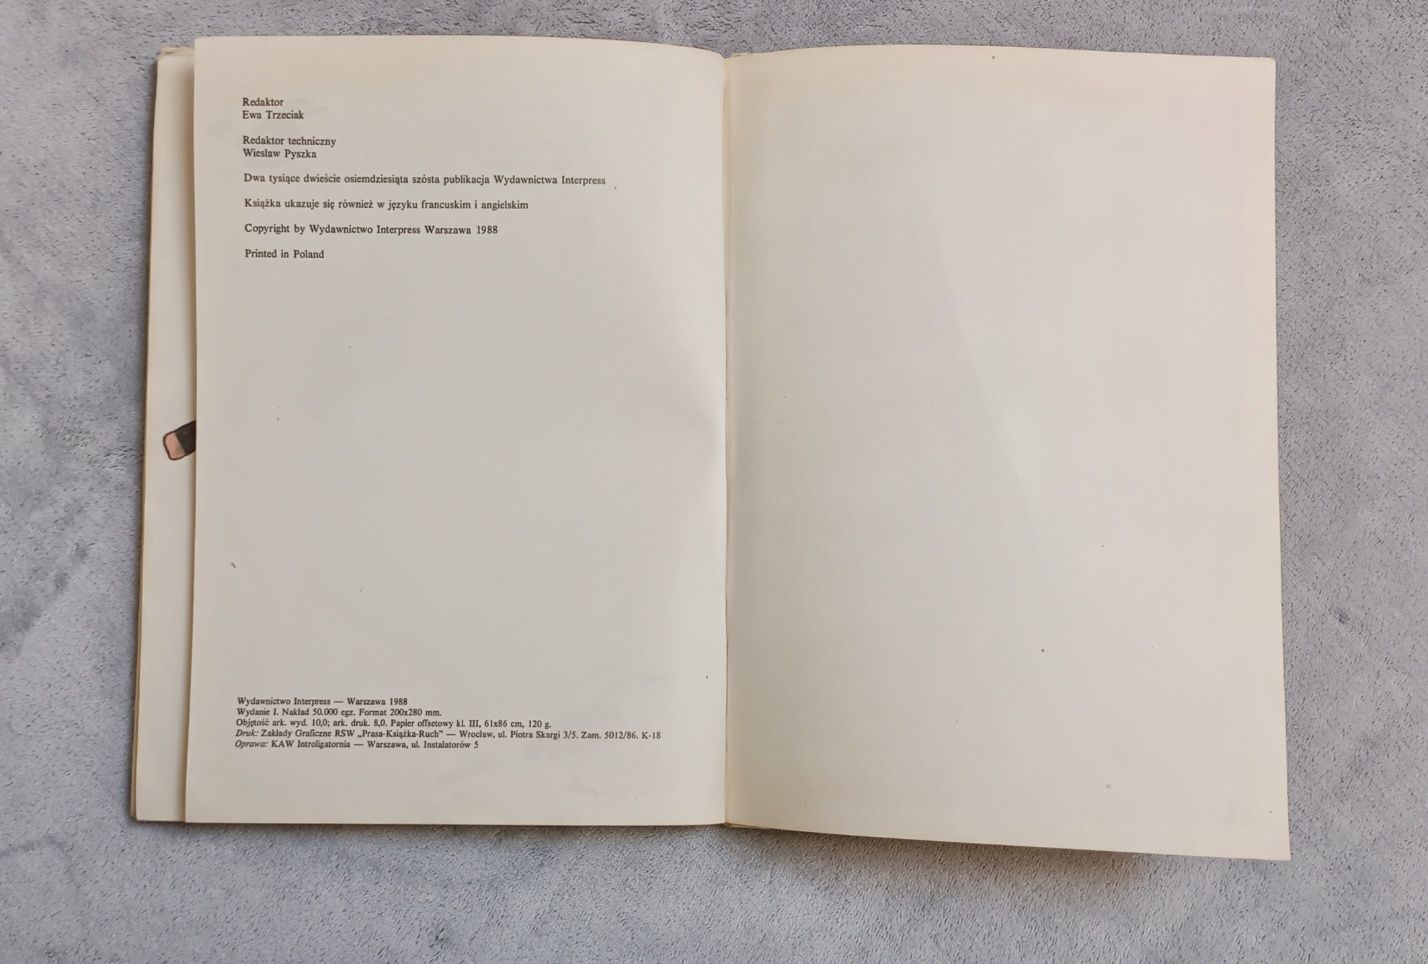 Redaktor
Ewa Trzeciak
Redaktor techniczny
Wiesław Pyszka
Dwa tysiące dwieście osiemdziesiąta szósta publikacja Wydawnictwa Interpress
Książka ukazuje się również w języku francuskim i angielskim
Copyright by Wydawnictwo Interpress Warszawa 1988
Printed in Poland
Wydawnictwo Interpress — Warszawa 1988
Wydanie I. Nakład 50.000 egz. Format 200x280 mm.
Objętość ark. wyd. 10,0; ark. druk. 8,0. Papier offsetowy kl. III, 61x86 cm, 120 g.
Druk: Zakłady Graficzne RSW „Prasa-Książka-Ruch” — Wrocław, ul. Piotra Skargi 3/5. Zam. 5012/86. K-18
Oprawa: KAW Introligatornia — Warszawa, ul. Instalatorów 5